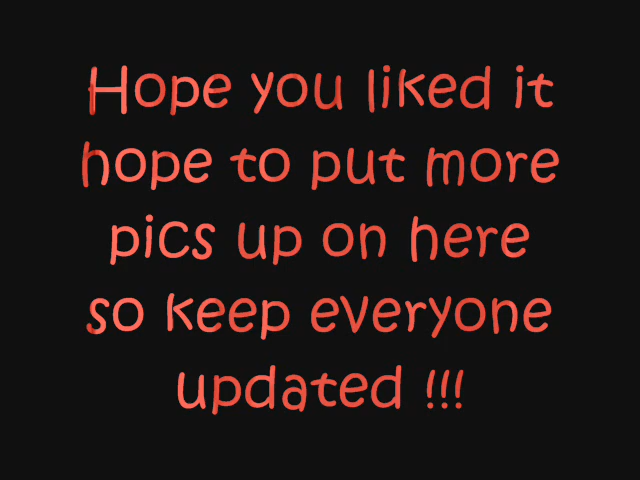 Hope you liked it
hope to put more
pics up on here
so keep everyone
updated !!!